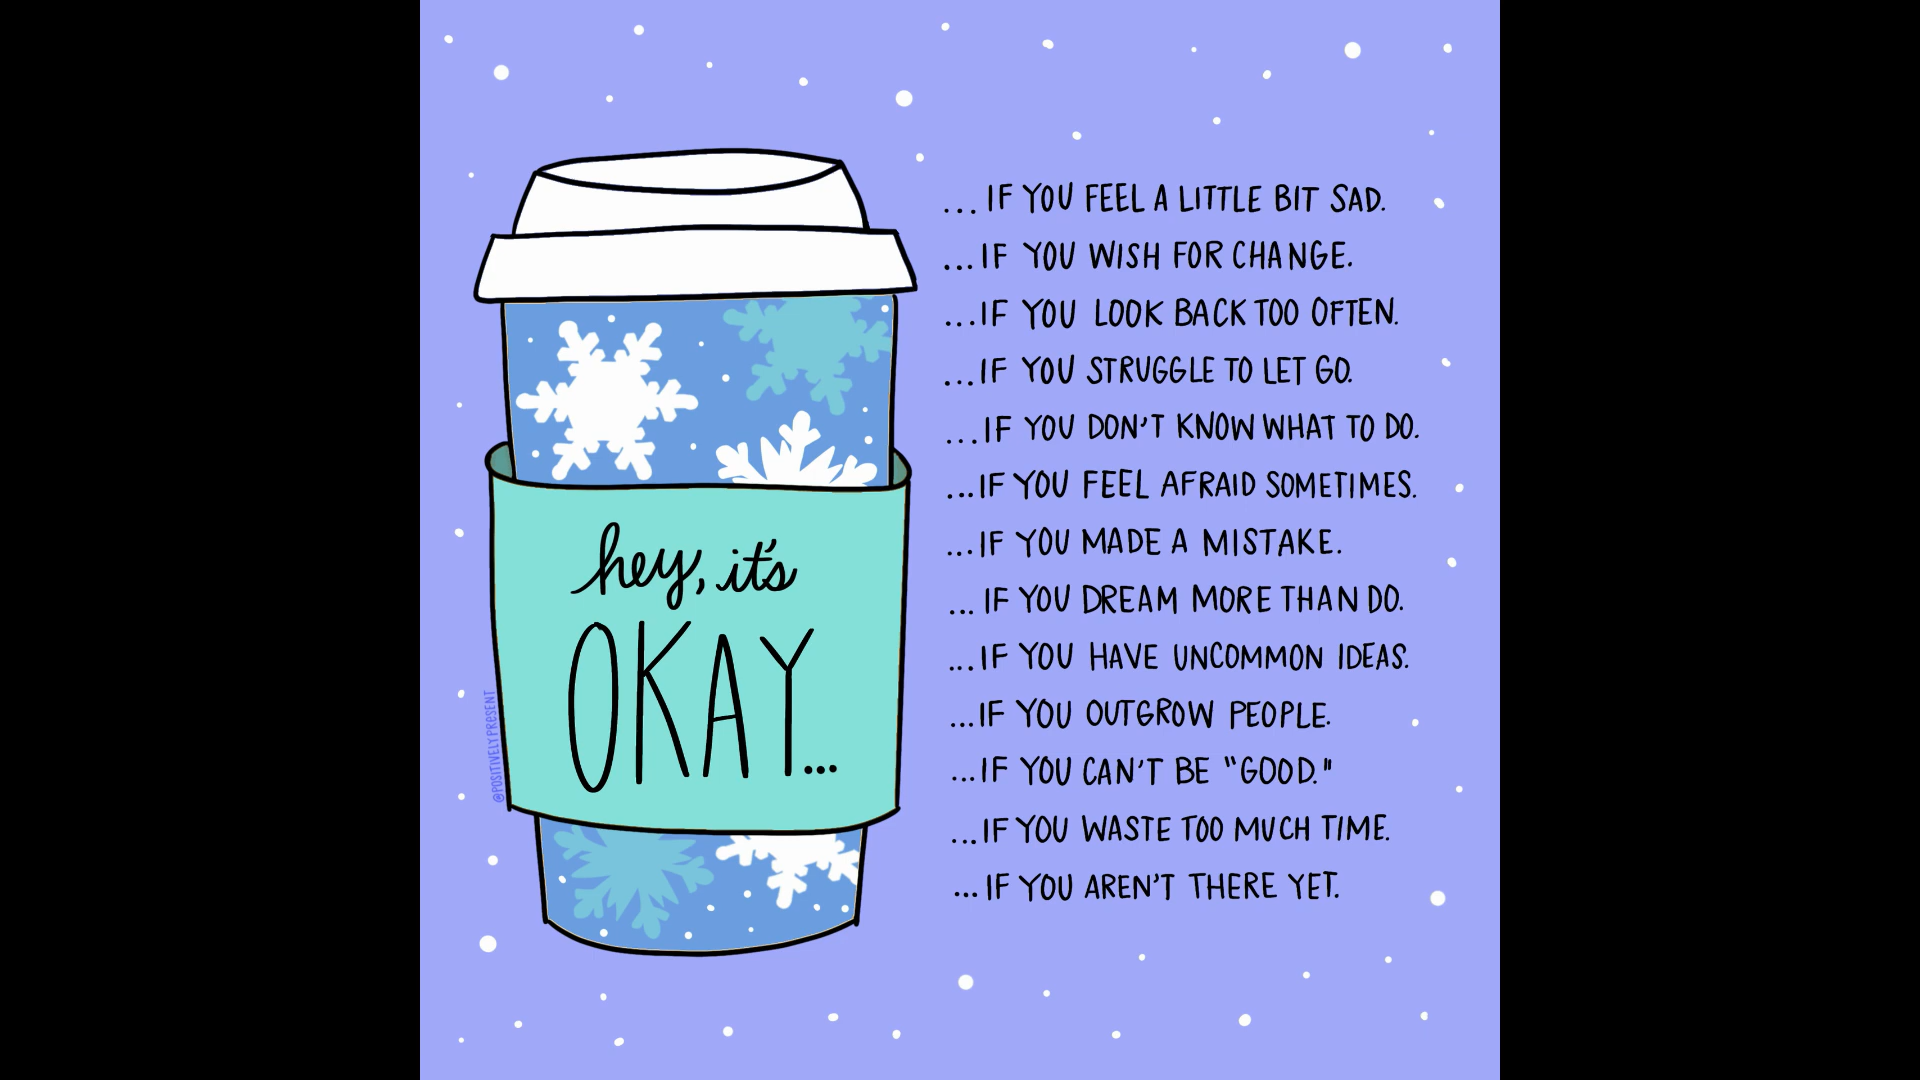 hey, it's
OKAY...
@POSITIVELYPRESENT
... IF YOU FEEL A LITTLE BIT SAD.
...IF YOU WISH FOR CHANGE.
...IF YOU LOOK BACK TOO OFTEN.
...IF YOU STRUGGLE TO LET GO.
...IF YOU DON'T KNOW WHAT TO DO.
...IF YOU FEEL AFRAID SOMETIMES.
...IF YOU MADE A MISTAKE.
... IF YOU DREAM MORE THAN DO.
...IF YOU HAVE UNCOMMON IDEAS.
...IF YOU OUTGROW PEOPLE.
...IF YOU CAN'T BE "GOOD."
...IF YOU WASTE TOO MUCH TIME.
...IF YOU AREN'T THERE YET.